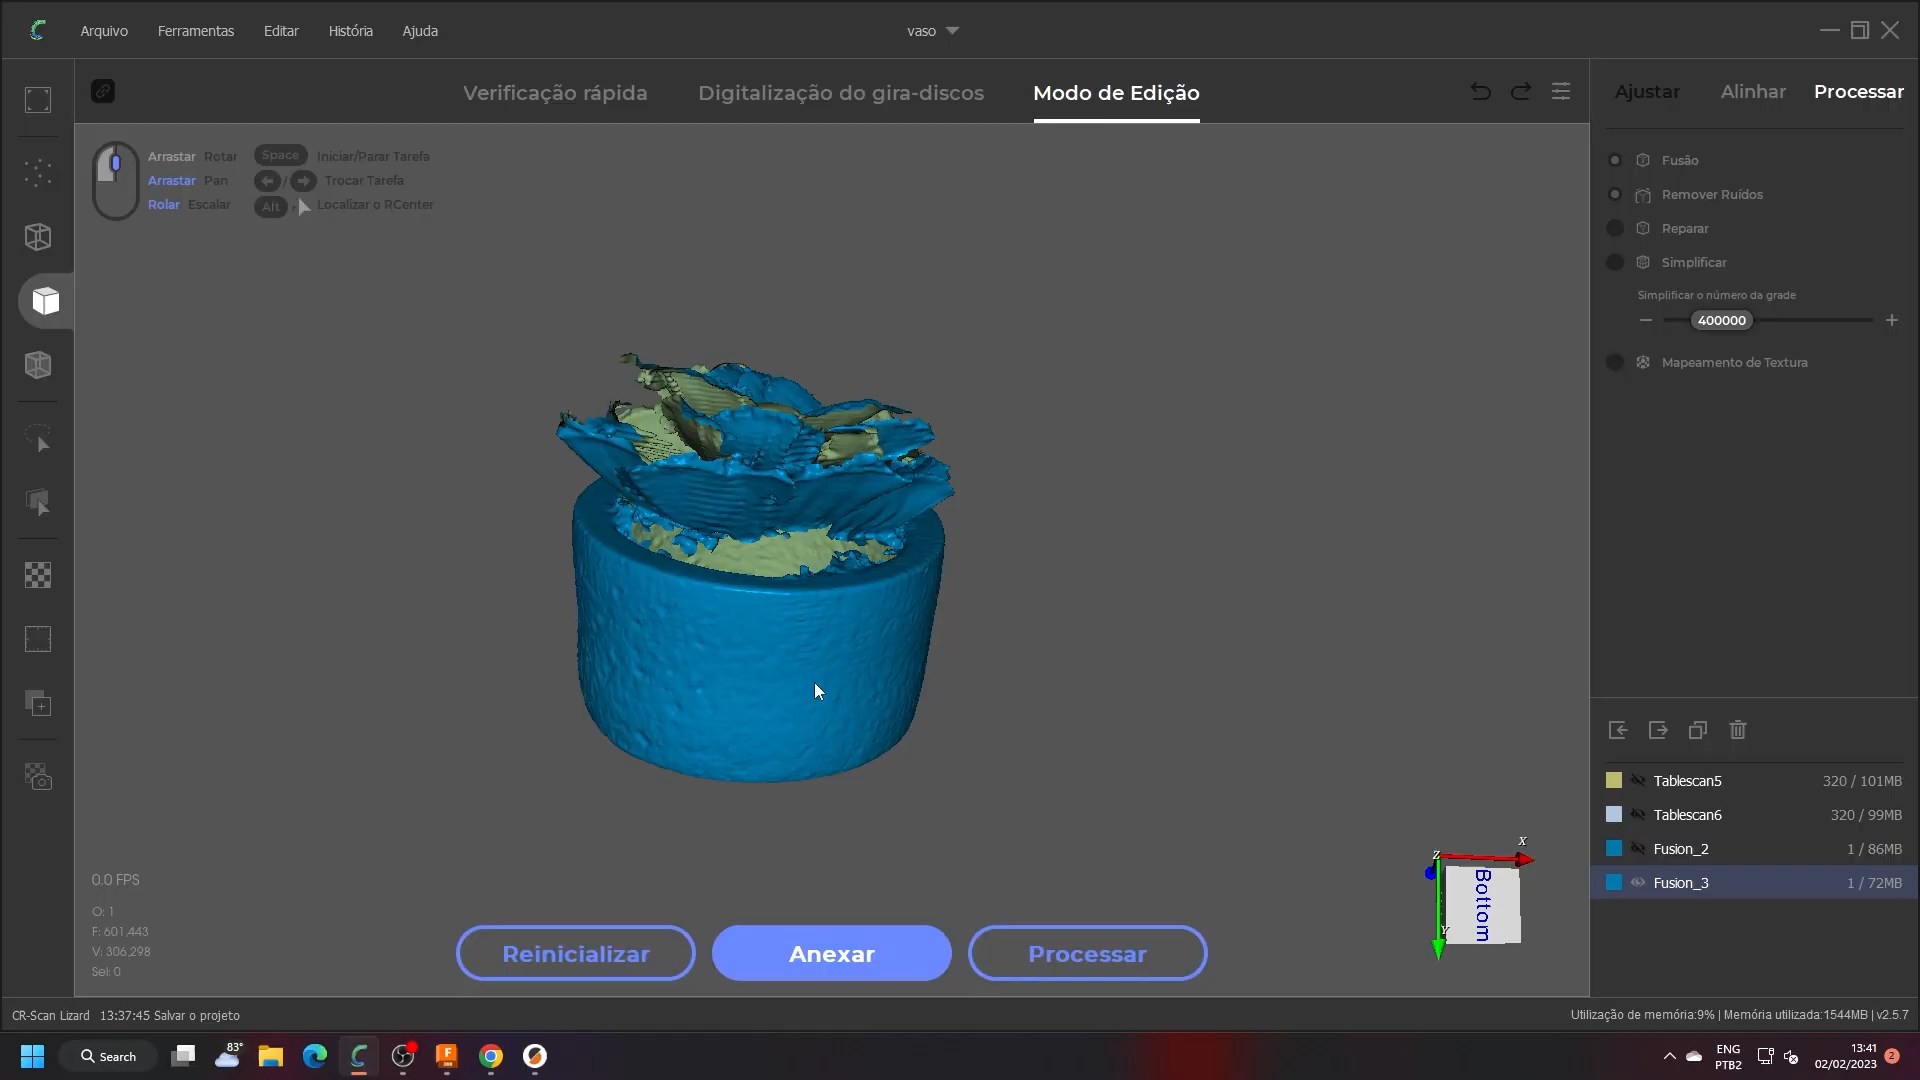 Arquivo Ferramentas Editar História Ajuda
vaso
Verificação rápida Digitalização do gira-discos Modo de Edição
Ajustar Alinhar Processar
Arrastar Rotar Space Iniciar/Parar Tarefa
Arrastar Pan / Trocar Tarefa
Rolar Escalar Alt + Localizar o RCenter
Fusão
Remover Ruídos
Reparar
Simplificar
Simplificar o número da grade
400000
Mapeamento de Textura
Tablescan5 320 / 101MB
Tablescan6 320 / 99MB
Fusion_2 1 / 86MB
Fusion_3 1 / 72MB
X
Z
Y
Bottom
0.0 FPS
O: 1
F: 601,443
V: 306,298
Sel: 0
Reinicializar Anexar Processar
CR-Scan Lizard 13:37:45 Salvar o projeto
Utilização de memória:9% | Memória utilizada:1544MB | v2.5.7
Search
83°
ENG
PTB2
13:41
02/02/2023
2